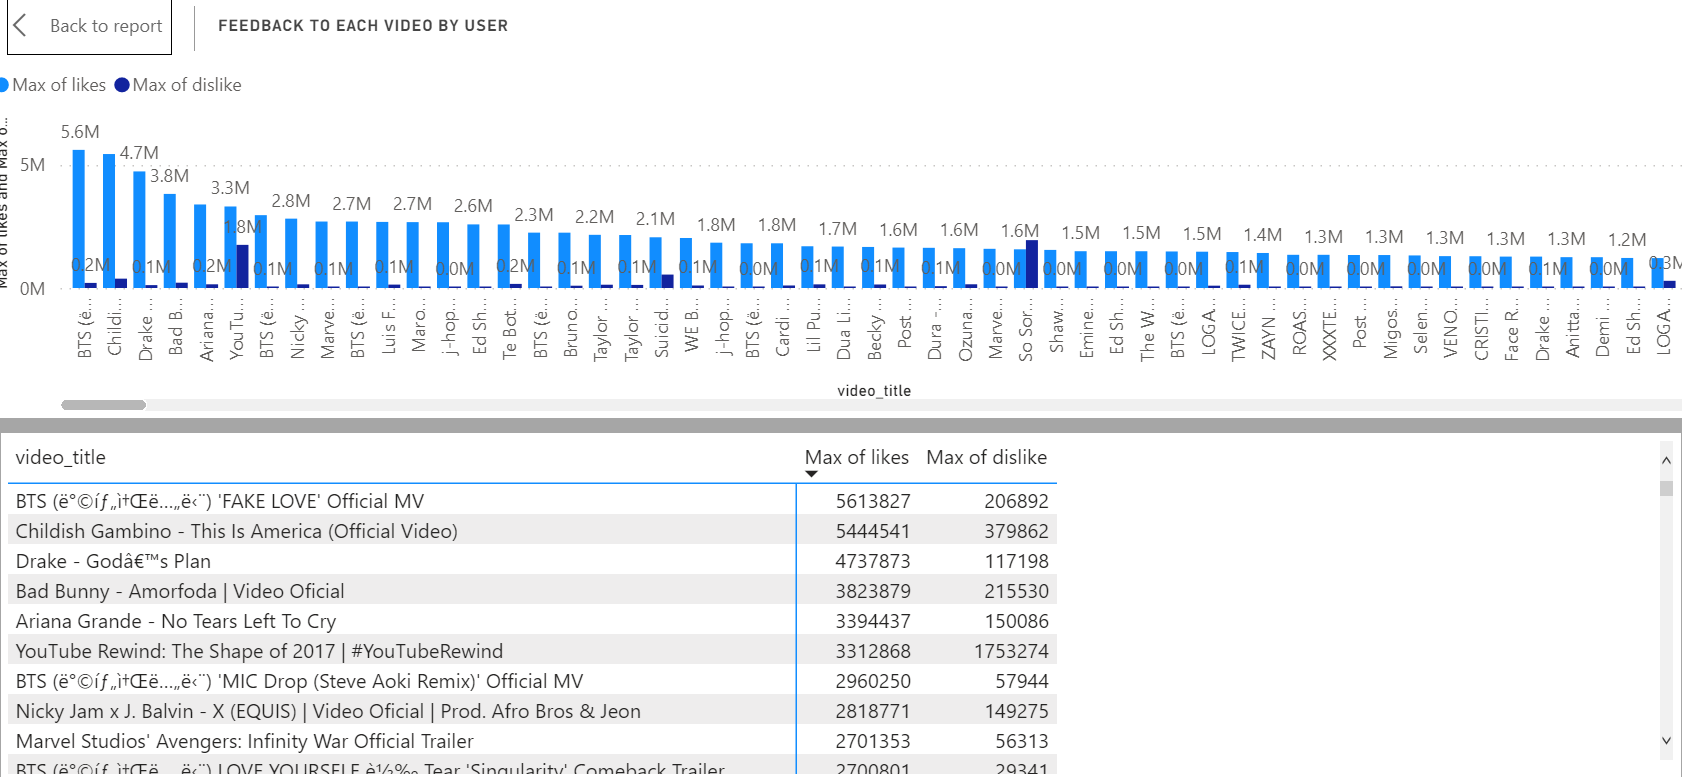 Back to report
FEEDBACK TO EACH VIDEO BY USER
Max of likes Max of dislike
Max of likes and Max o...
5M
0M
5.6M 4.7M 3.8M 3.3M 2.8M 2.7M 2.7M 2.6M 2.3M 2.2M 2.1M 1.8M 1.8M 1.7M 1.6M 1.6M 1.6M 1.5M 1.5M 1.5M 1.4M 1.3M 1.3M 1.3M 1.3M 1.3M 1.2M
0.2M 0.1M 0.2M 1.8M 0.1M 0.1M 0.1M 0.0M 0.2M 0.1M 0.1M 0.1M 0.0M 0.1M 0.1M 0.1M 0.0M 0.0M 0.0M 0.1M 0.0M 0.0M 0.0M 0.0M 0.1M 0.0M 0.3M
BTS (ë...
Childi...
Drake ...
Bad B...
Ariana...
YouTu...
BTS (ë...
Nicky ...
Marve...
BTS (ë...
Luis F...
Maro...
j-hop...
Ed Sh...
Te Bot...
BTS (ë...
Bruno...
Taylor ...
Taylor ...
Suicid...
WE B...
j-hop...
BTS (ë...
Cardi ...
Lil Pu...
Dua Li...
Becky ...
Post ...
Dura -...
Ozuna...
Marve...
So Sor...
Shaw...
Emine...
Ed Sh...
The W...
BTS (ë...
LOGA...
TWICE...
ZAYN ...
ROAS...
XXXTE...
Post ...
Migos...
Selen...
VENO...
CRISTI...
Face R...
Drake ...
Anitta...
Demi ...
Ed Sh...
LOGA...
video_title
video_title Max of likes Max of dislike
BTS (ë°©íƒ„ì†Œë…„ë‹¨) 'FAKE LOVE' Official MV 5613827 206892
Childish Gambino - This Is America (Official Video) 5444541 379862
Drake - Godâ€™s Plan 4737873 117198
Bad Bunny - Amorfoda | Video Oficial 3823879 215530
Ariana Grande - No Tears Left To Cry 3394437 150086
YouTube Rewind: The Shape of 2017 | #YouTubeRewind 3312868 1753274
BTS (ë°©íƒ„ì†Œë…„ë‹¨) 'MIC Drop (Steve Aoki Remix)' Official MV 2960250 57944
Nicky Jam x J. Balvin - X (EQUIS) | Video Oficial | Prod. Afro Bros & Jeon 2818771 149275
Marvel Studios' Avengers: Infinity War Official Trailer 2701353 56313
BTS (ë°©íƒ„ì†Œë…„ë‹¨) LOVE YOURSELF è½‰ Tear 'Singularity' Comeback Trailer 2700801 29341